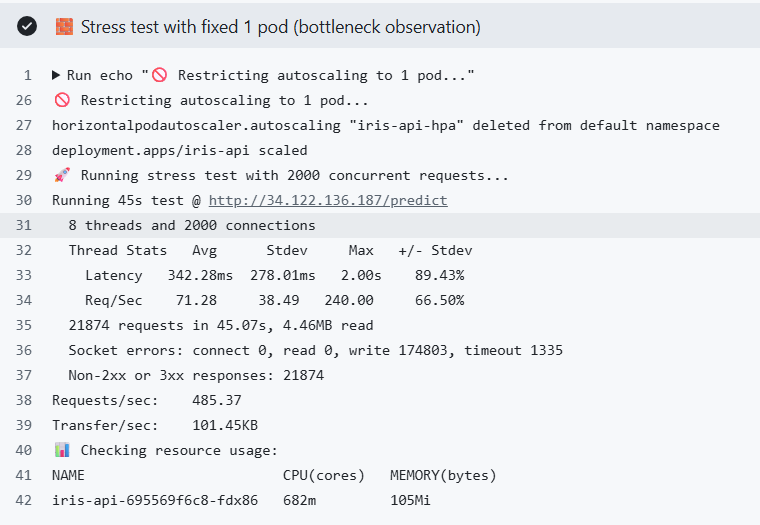 🧱 Stress test with fixed 1 pod (bottleneck observation)
1 ▶ Run echo "🚫 Restricting autoscaling to 1 pod..."
26 🚫 Restricting autoscaling to 1 pod...
27 horizontalpodautoscaler.autoscaling "iris-api-hpa" deleted from default namespace
28 deployment.apps/iris-api scaled
29 🚀 Running stress test with 2000 concurrent requests...
30 Running 45s test @ http://34.122.136.187/predict
31   8 threads and 2000 connections
32   Thread Stats   Avg      Stdev     Max   +/- Stdev
33     Latency   342.28ms  278.01ms   2.00s    89.43%
34     Req/Sec    71.28     38.49   240.00     66.50%
35   21874 requests in 45.07s, 4.46MB read
36   Socket errors: connect 0, read 0, write 174803, timeout 1335
37   Non-2xx or 3xx responses: 21874
38 Requests/sec:    485.37
39 Transfer/sec:    101.45KB
40 📊 Checking resource usage:
41 NAME                        CPU(cores)   MEMORY(bytes)
42 iris-api-695569f6c8-fdx86   682m         105Mi